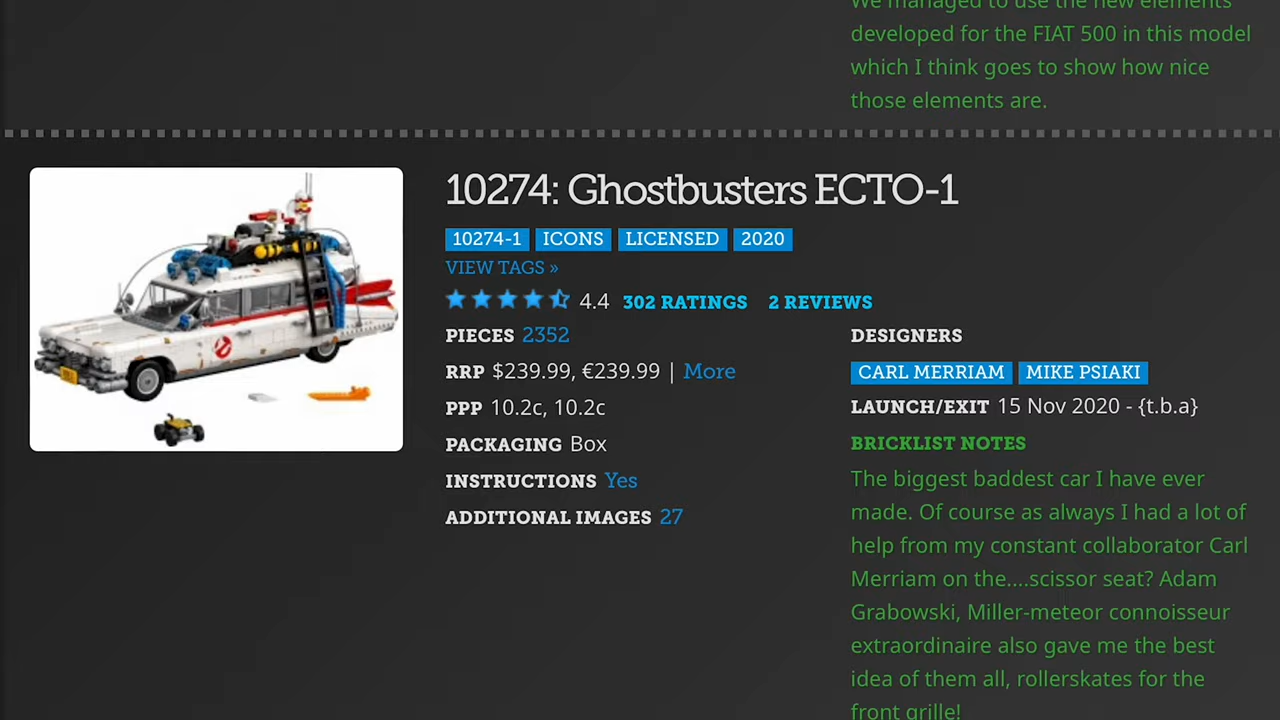 We managed to use the new elements
developed for the FIAT 500 in this model
which I think goes to show how nice
those elements are.
10274: Ghostbusters ECTO-1
10274-1 ICONS LICENSED 2020
VIEW TAGS »
4.4 302 RATINGS 2 REVIEWS
PIECES 2352
RRP $239.99, €239.99 | More
PPP 10.2c, 10.2c
PACKAGING Box
INSTRUCTIONS Yes
ADDITIONAL IMAGES 27
DESIGNERS
CARL MERRIAM MIKE PSIAKI
LAUNCH/EXIT 15 Nov 2020 - {t.b.a}
BRICKLIST NOTES
The biggest baddest car I have ever
made. Of course as always I had a lot of
help from my constant collaborator Carl
Merriam on the....scissor seat? Adam
Grabowski, Miller-meteor connoisseur
extraordinaire also gave me the best
idea of them all, rollerskates for the
front grille!